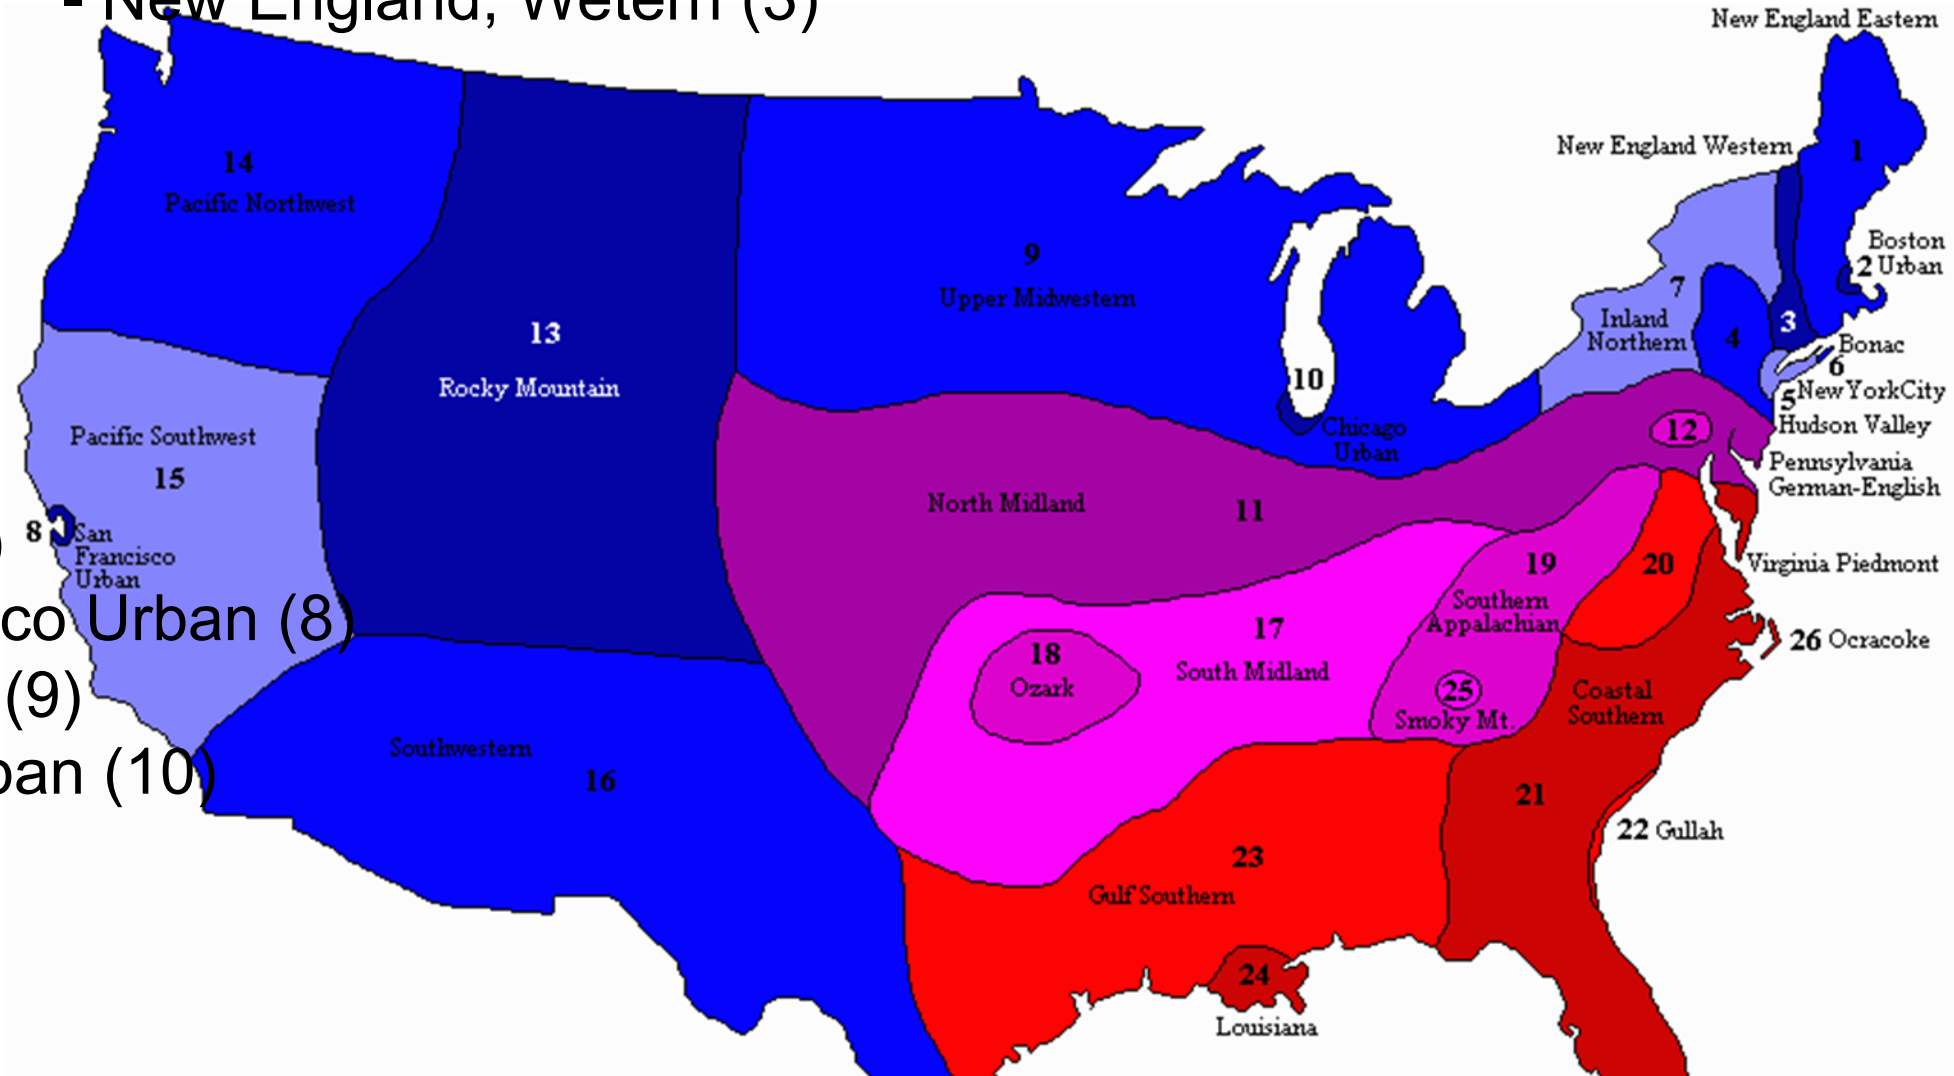 - New England, Wetern (3)
New England Eastern
New England Western
1
14
Pacific Northwest
9
Upper Midwestern
Boston
2 Urban
7
Inland
Northern
4
3
13
Rocky Mountain
Bonac
6
10
5 New York City
Hudson Valley
Chicago
Urban
12
Pacific Southwest
15
Pennsylvania
German-English
North Midland
11
8 San
Francisco
Urban
)
19
20
Virginia Piedmont
Southern
Appalachian
co Urban (8)
17
South Midland
26 Ocracoke
18
Ozark
(9)
25
Smoky Mt.
Coastal
Southern
Southwestern
16
ban (10)
21
22 Gullah
23
Gulf Southern
24
Louisiana